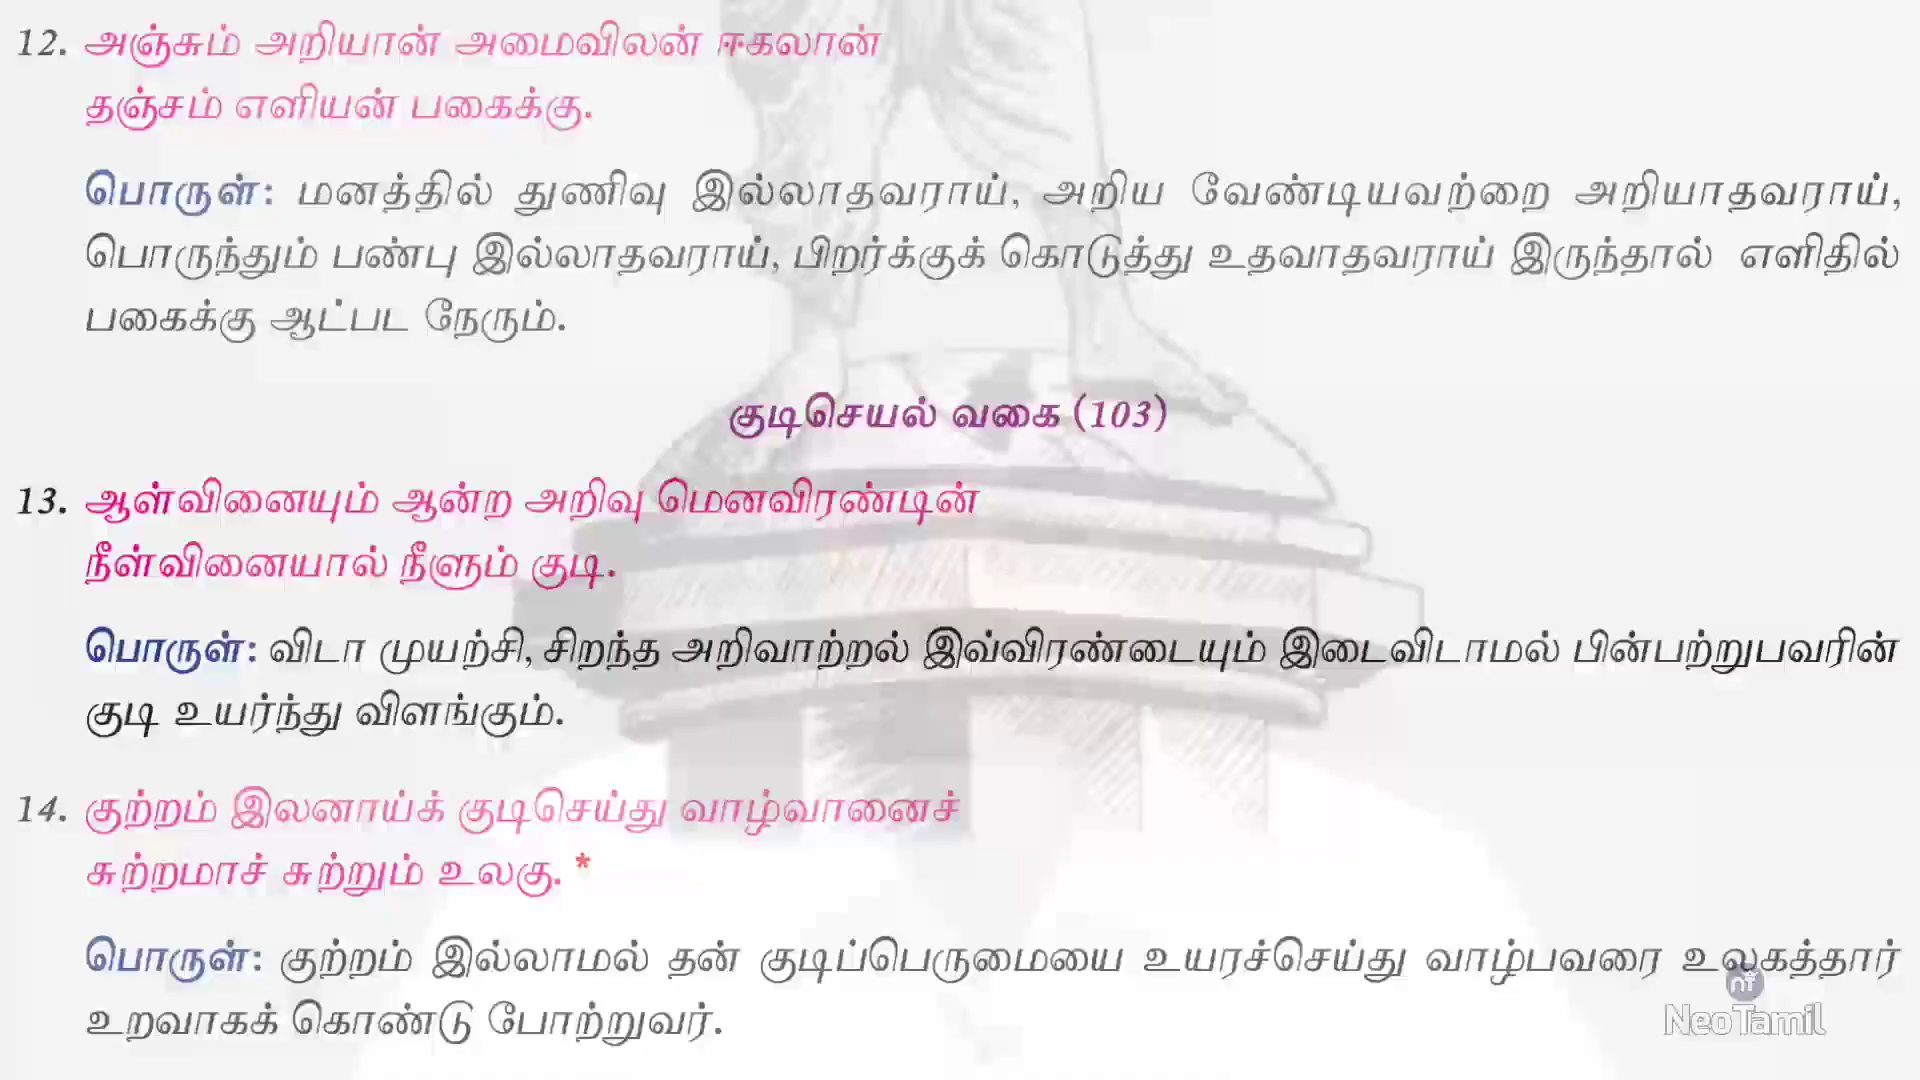 12. அஞ்சும் அறியான் அமைவிலன் ஈகலான்
தஞ்சம் எளியன் பகைக்கு.
பொருள்: மனத்தில் துணிவு இல்லாதவராய், அறிய வேண்டியவற்றை அறியாதவராய்,
பொருந்தும் பண்பு இல்லாதவராய், பிறர்க்குக் கொடுத்து உதவாதவராய் இருந்தால் எளிதில்
பகைக்கு ஆட்பட நேரும்.
குடிசெயல் வகை (103)
13. ஆள்வினையும் ஆன்ற அறிவு மெனவிரண்டின்
நீள்வினையால் நீளும் குடி.
பொருள்: விடா முயற்சி, சிறந்த அறிவாற்றல் இவ்விரண்டையும் இடைவிடாமல் பின்பற்றுபவரின்
குடி உயர்ந்து விளங்கும்.
14. குற்றம் இலனாய்க் குடிசெய்து வாழ்வானைச்
சுற்றமாச் சுற்றும் உலகு. *
பொருள்: குற்றம் இல்லாமல் தன் குடிப்பெருமையை உயரச்செய்து வாழ்பவரை உலகத்தார்
உறவாகக் கொண்டு போற்றுவர்.
NeoTamil